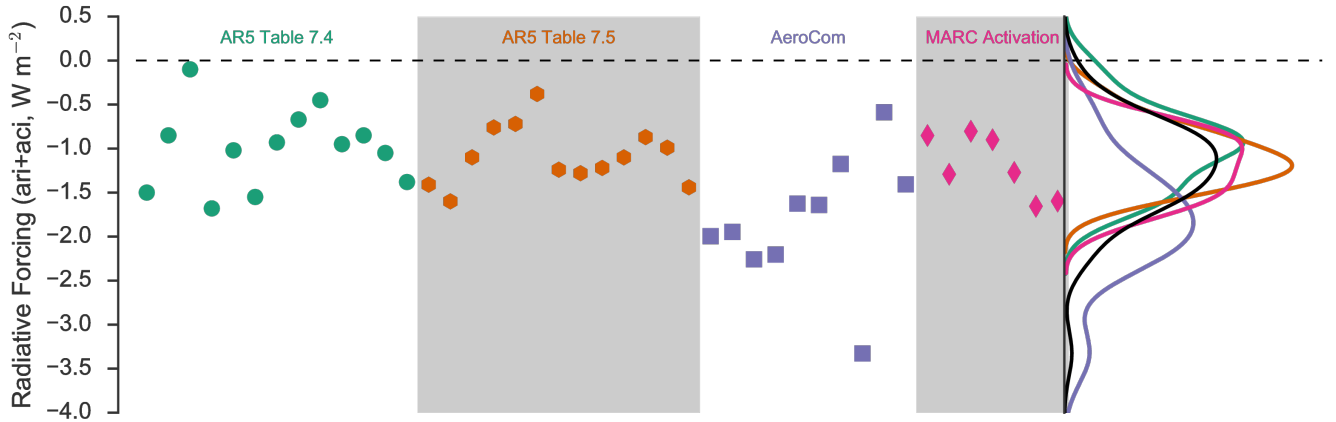 AR5 Table 7.4
AR5 Table 7.5
AeroCom
MARC Activation
Radiative Forcing (ari+aci, W m⁻²)
0.5
0.0
−0.5
−1.0
−1.5
−2.0
−2.5
−3.0
−3.5
−4.0